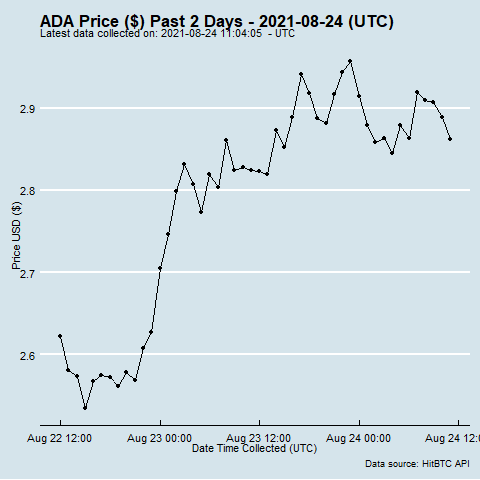 ADA Price ($) Past 2 Days - 2021-08-24 (UTC)
Latest data collected on: 2021-08-24 11:04:05 - UTC
Price USD ($)
2.9
2.8
2.7
2.6
Aug 22 12:00 Aug 23 00:00 Aug 23 12:00 Aug 24 00:00 Aug 24 12:00
Date Time Collected (UTC)
Data source: HitBTC API